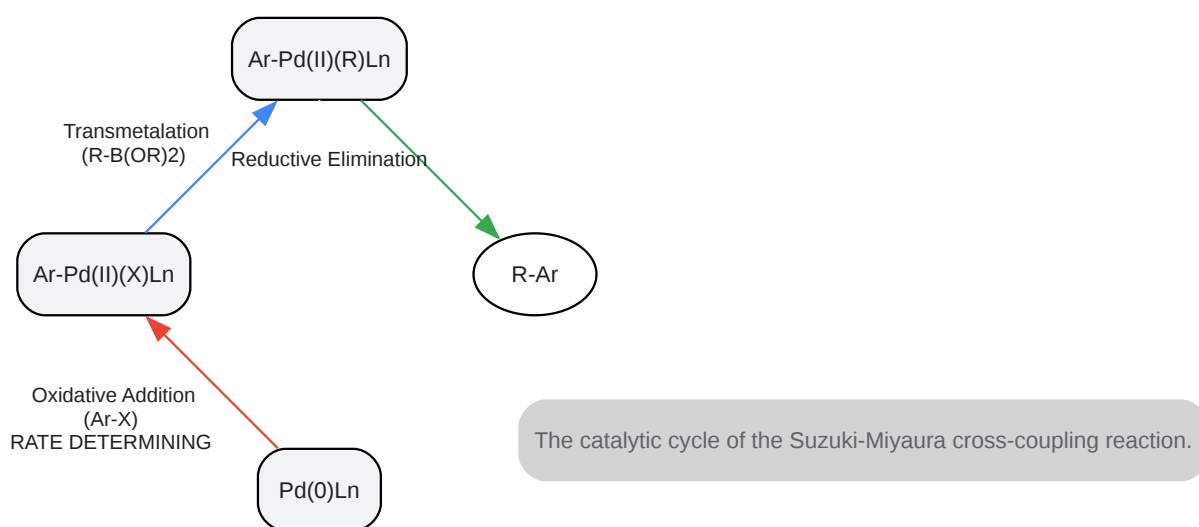 Ar-Pd(II)(R)Ln
Transmetalation
(R-B(OR)2)
Reductive Elimination
Ar-Pd(II)(X)Ln
R-Ar
Oxidative Addition
(Ar-X)
RATE DETERMINING
The catalytic cycle of the Suzuki-Miyaura cross-coupling reaction.
Pd(0)Ln